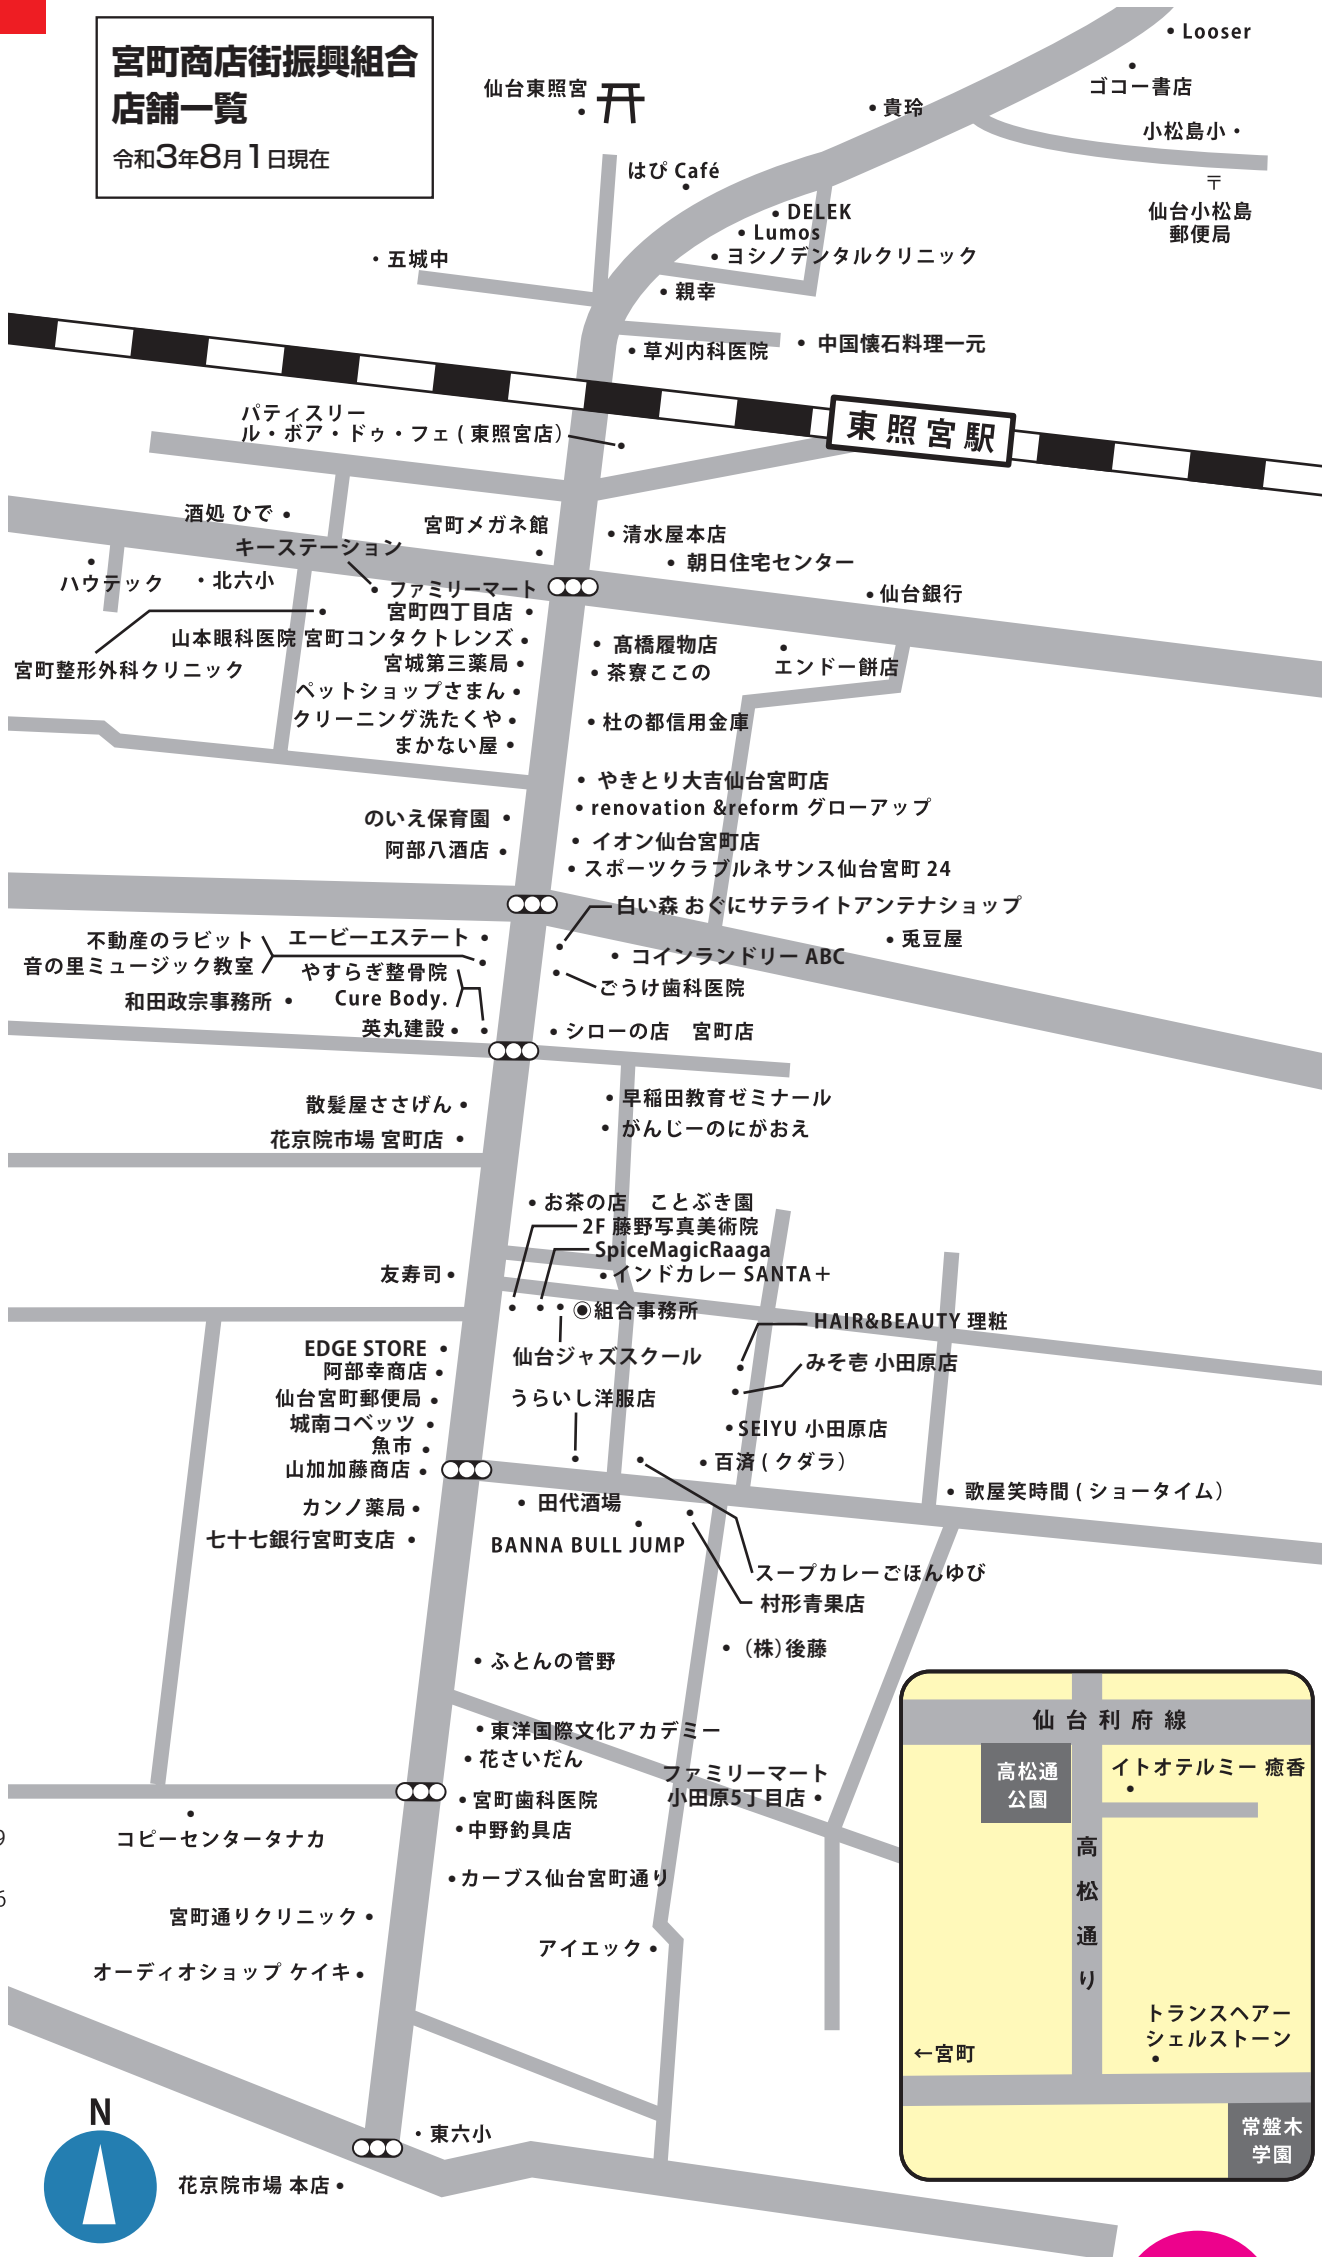 宮町商店街振興組合
店舗一覧
令和3年8月1日現在
Looser
ゴコー書店
仙台東照宮
貴玲
小松島小
はぴ Café
〒
仙台小松島
郵便局
DELEK
Lumos
ヨシノデンタルクリニック
五城中
親幸
草刈内科医院
中国懐石料理一元
東照宮駅
パティスリー
ル・ボア・ドゥ・フェ ( 東照宮店）
酒処 ひで
宮町メガネ館
清水屋本店
キーステーション
朝日住宅センター
ハウテック
北六小
ファミリーマート
宮町四丁目店
仙台銀行
山本眼科医院 宮町コンタクトレンズ
髙橋履物店
宮町整形外科クリニック
宮城第三薬局
茶寮ここの
エンドー餅店
ペットショップさまん
クリーニング洗たくや
杜の都信用金庫
まかない屋
やきとり大吉仙台宮町店
renovation &reform グローアップ
のいえ保育園
イオン仙台宮町店
阿部八酒店
スポーツクラブルネサンス仙台宮町 24
白い森 おぐにサテライトアンテナショップ
不動産のラビット
音の里ミュージック教室
エービーエステート
兎豆屋
コインランドリー ABC
やすらぎ整骨院
Cure Body.
ごうけ歯科医院
和田政宗事務所
英丸建設
シローの店　宮町店
散髪屋ささげん
早稲田教育ゼミナール
花京院市場 宮町店
がんじーのにがおえ
お茶の店　ことぶき園
2F 藤野写真美術院
SpiceMagicRaaga
友寿司
インドカレー SANTA＋
◉組合事務所
HAIR&BEAUTY 理粧
EDGE STORE
仙台ジャズスクール
みそ壱 小田原店
阿部幸商店
仙台宮町郵便局
うらいし洋服店
城南コベッツ
SEIYU 小田原店
魚市
百済 ( クダラ）
山加加藤商店
歌屋笑時間 ( ショータイム）
カンノ薬局
田代酒場
七十七銀行宮町支店
BANNA BULL JUMP
スープカレーごほんゆび
村形青果店
（株）後藤
ふとんの菅野
東洋国際文化アカデミー
花さいだん
ファミリーマート
小田原5丁目店
宮町歯科医院
中野釣具店
コピーセンタータナカ
カーブス仙台宮町通り
宮町通りクリニック
アイエック
オーディオショップ ケイキ
東六小
花京院市場 本店
N
仙台利府線
高松通
公園
イトオテルミー 癒香
高松通り
トランスヘアー
シェルストーン
←宮町
常盤木
学園